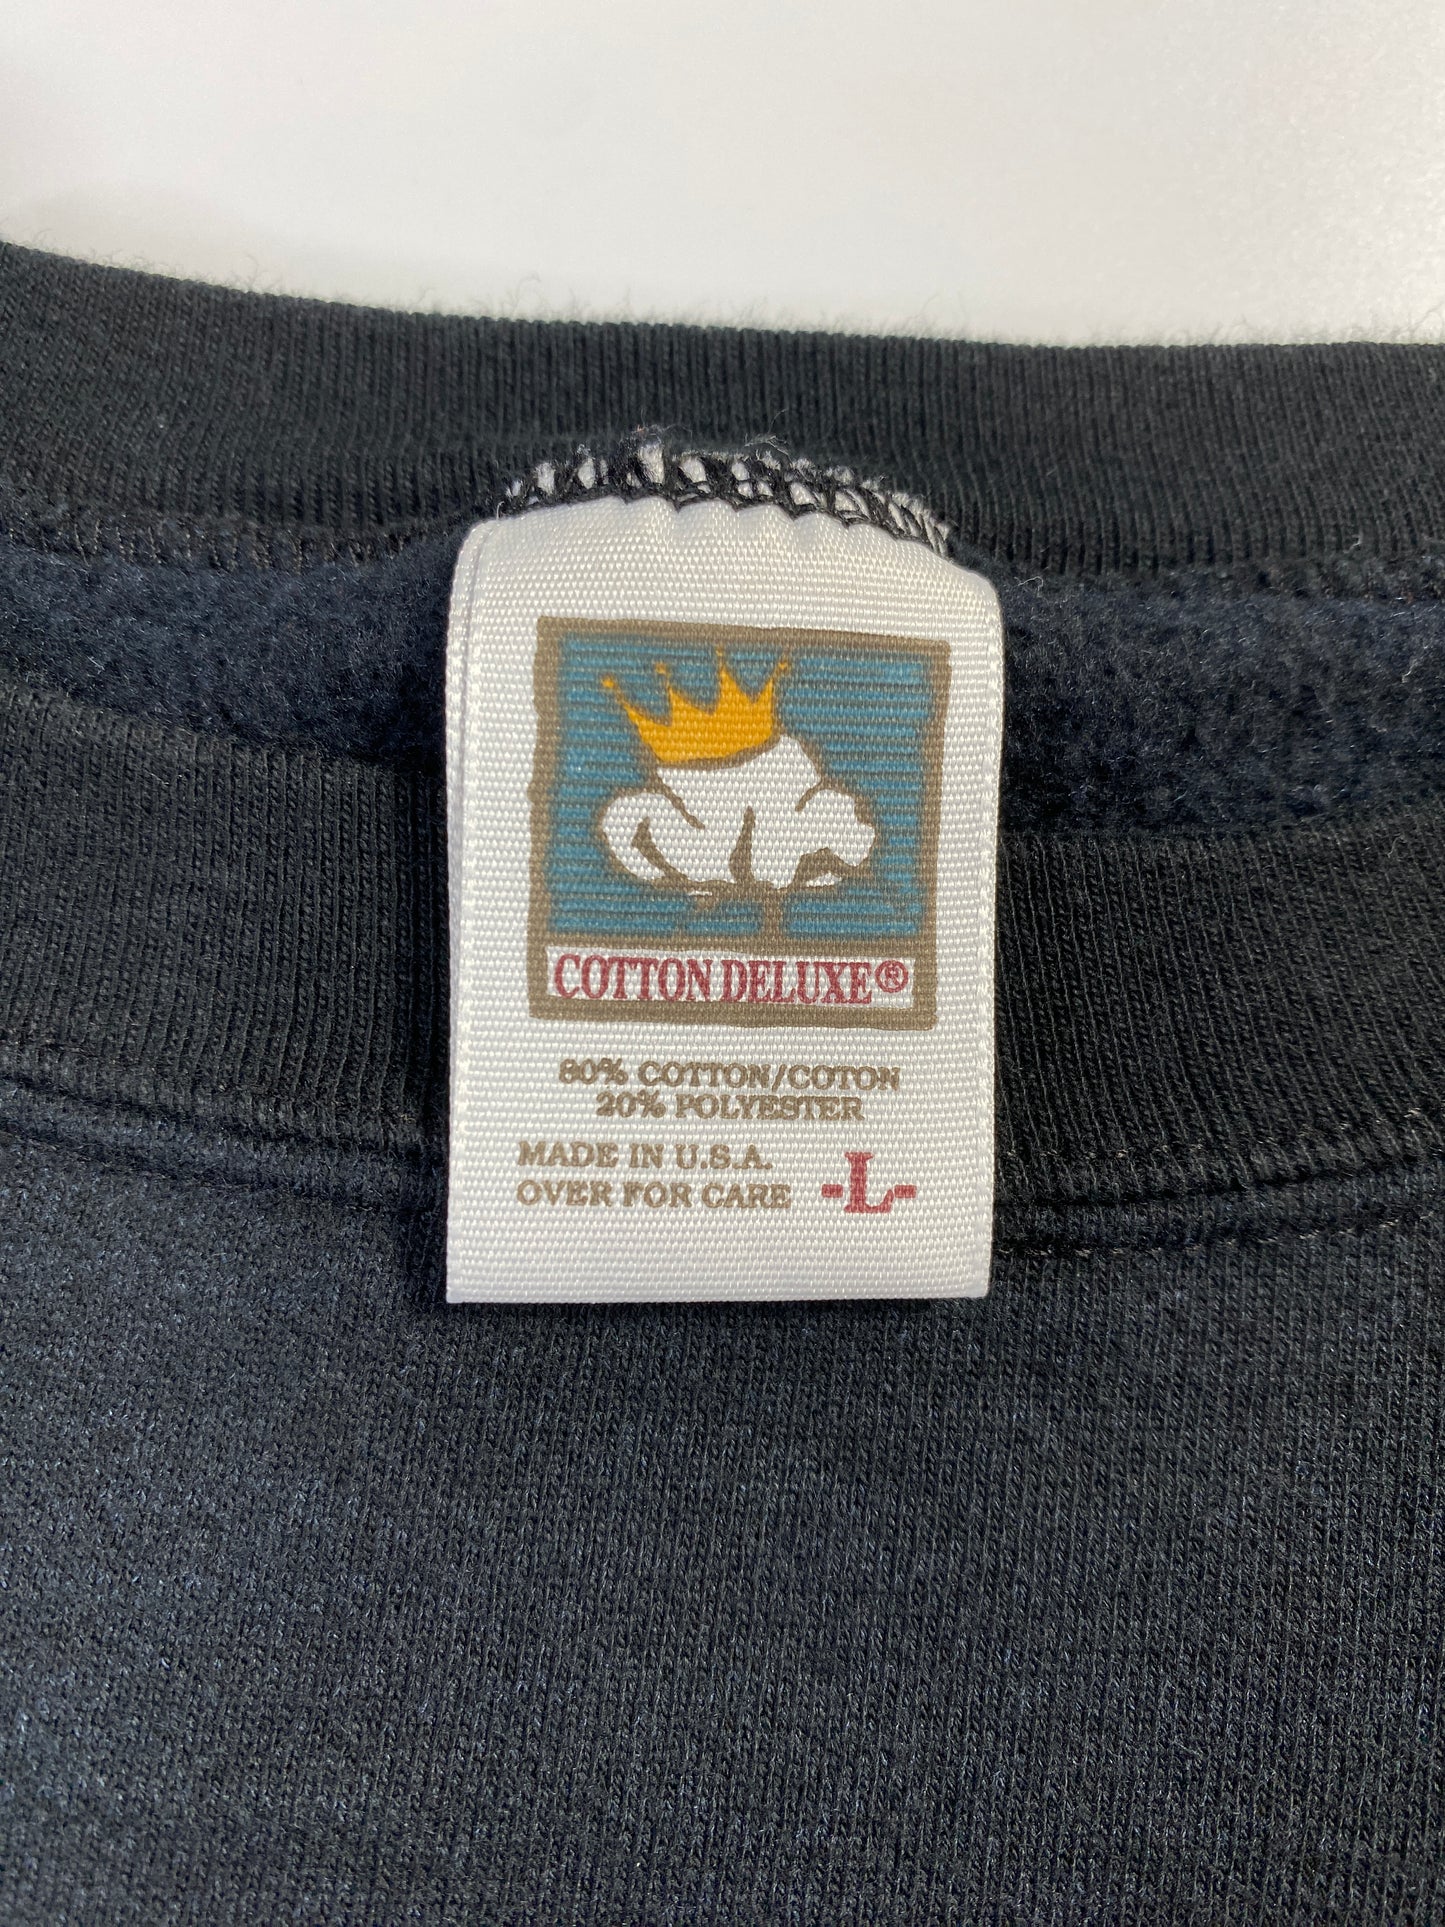 COTTON DELUXE®
80% COTTON/COTON
20% POLYESTER
MADE IN U.S.A.
OVER FOR CARE -L-